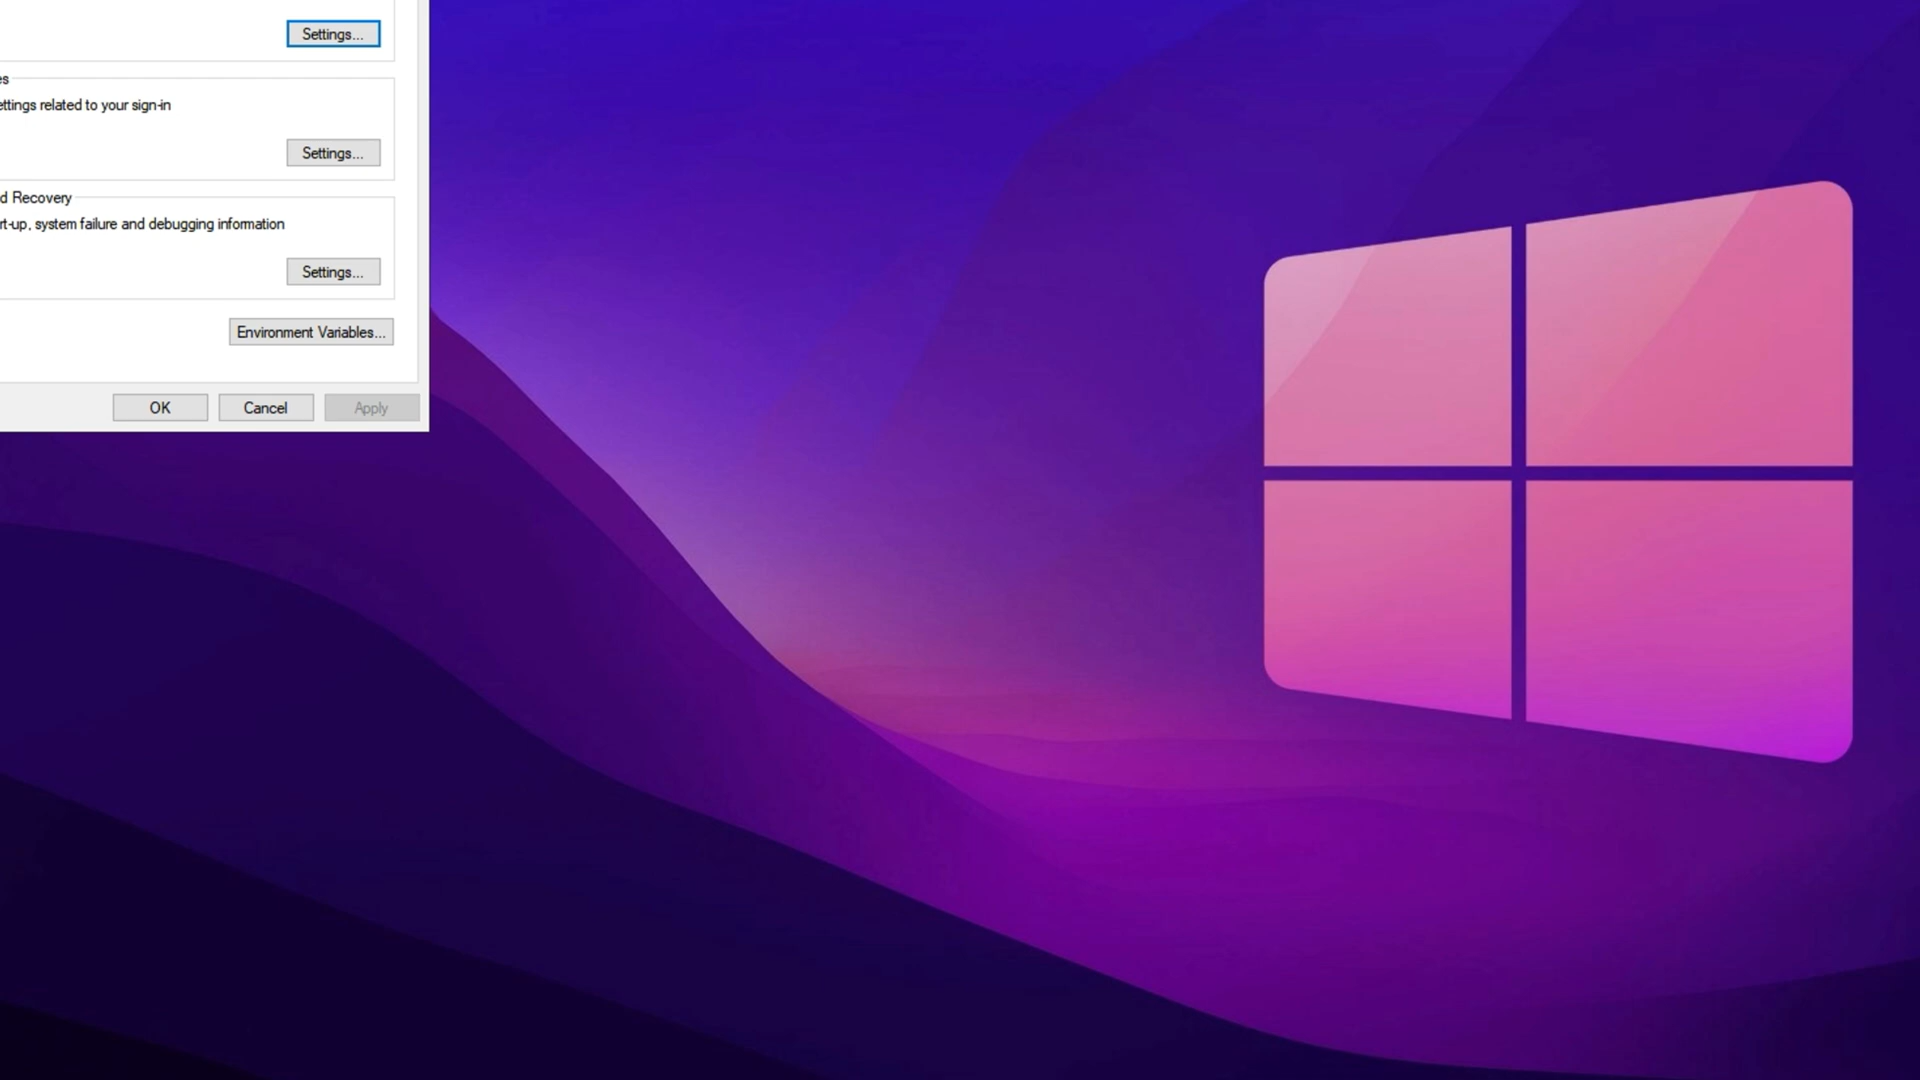 Settings...
es
ettings related to your sign-in
Settings...
d Recovery
rt-up, system failure and debugging information
Settings...
Environment Variables...
OK
Cancel
Apply